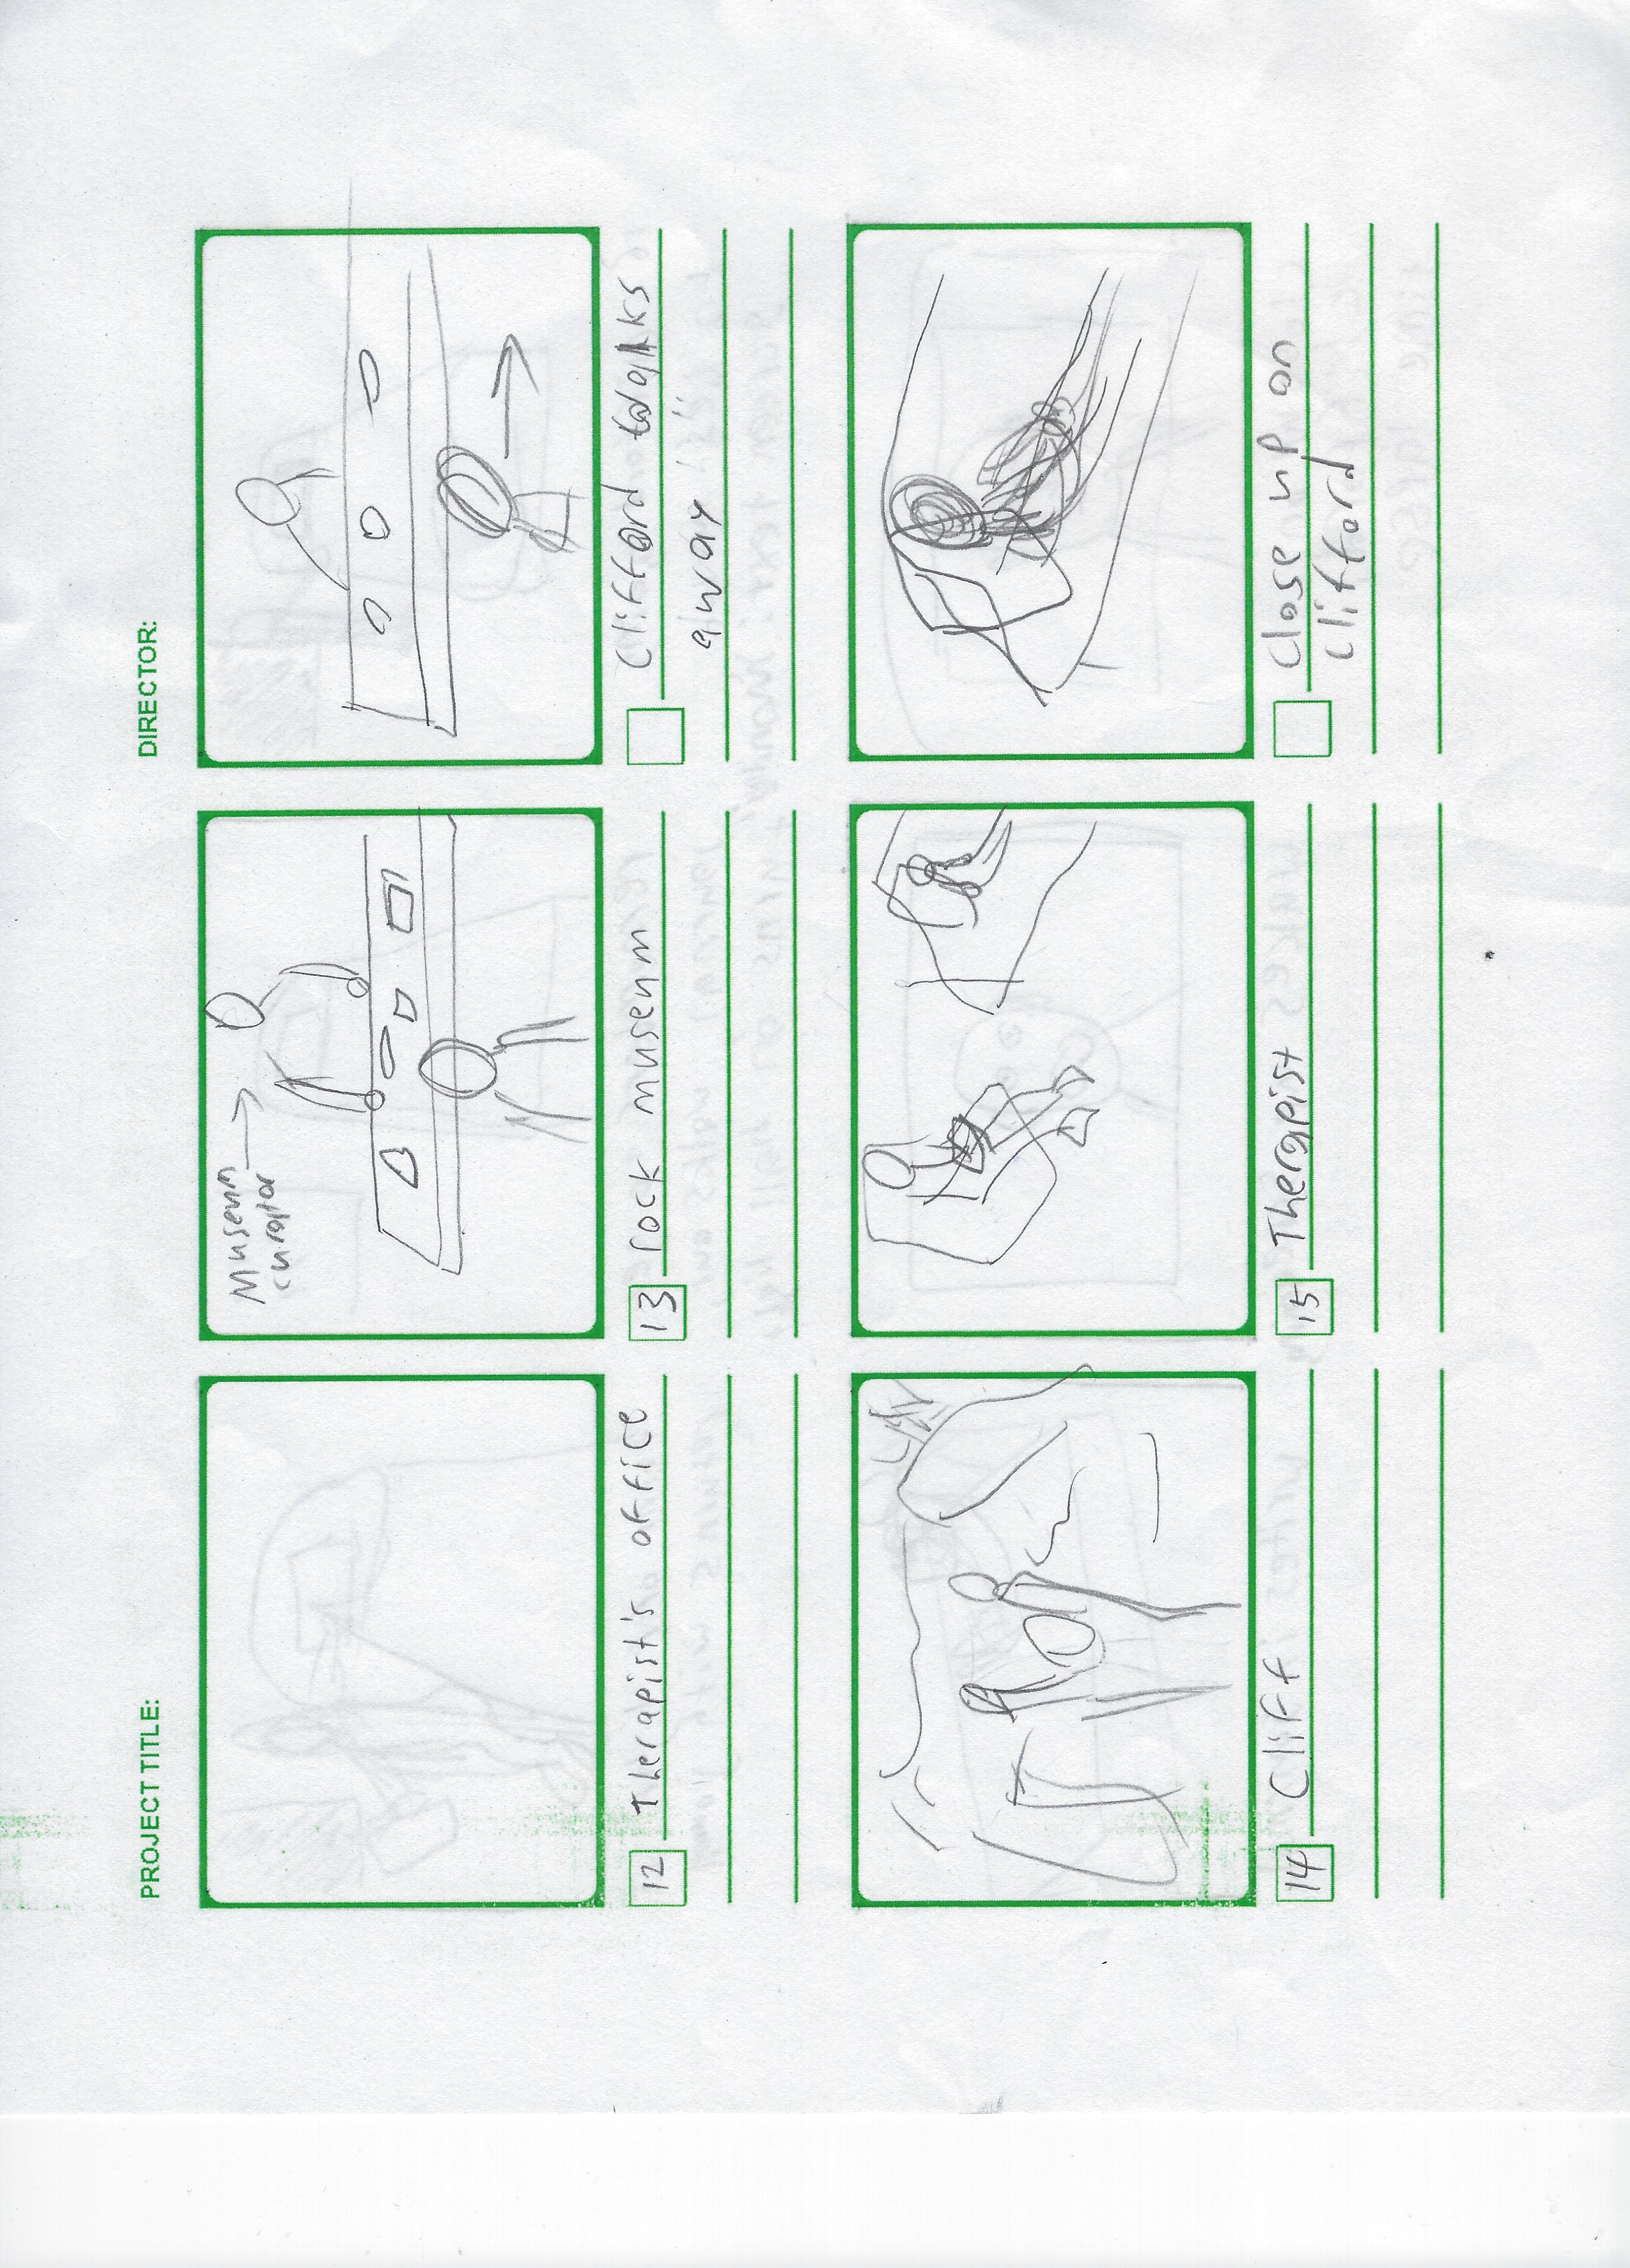 PROJECT TITLE:
DIRECTOR:
12 Therapist's office
Museum
curator
13 rock museum
Clifford walks
away
14 Cliff
15 Therapist
Close up on
Clifford